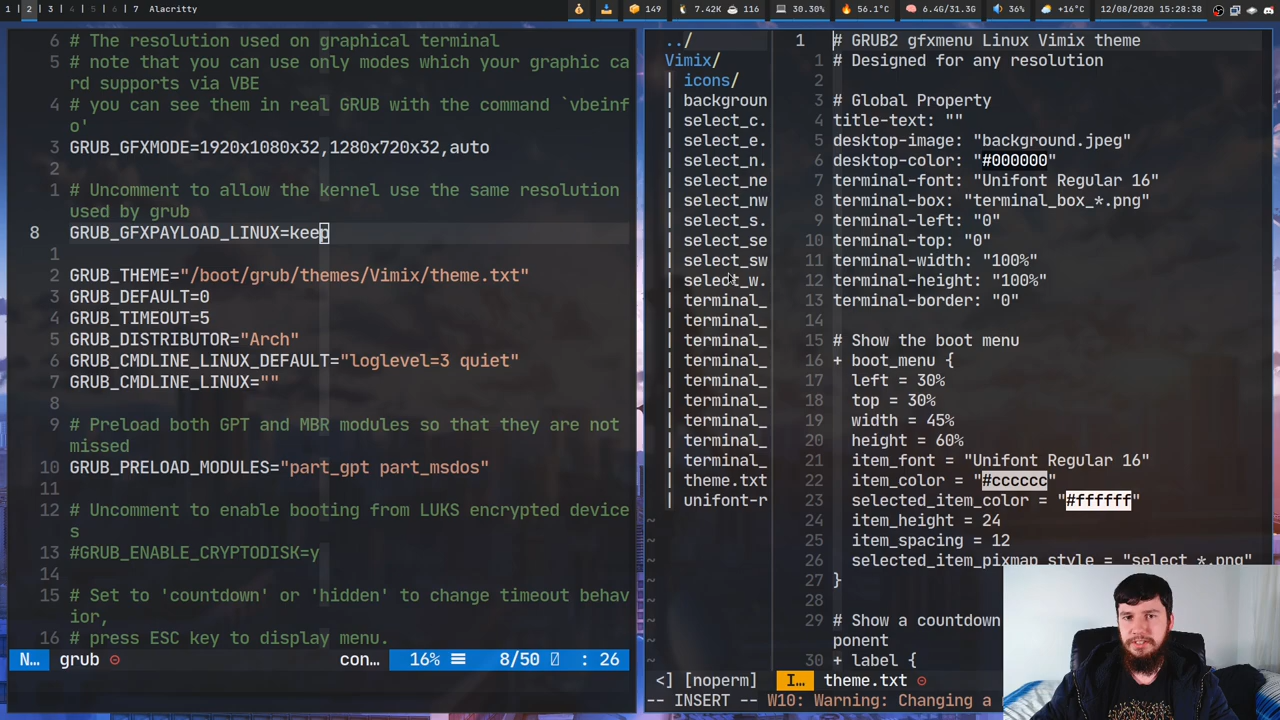 1 | 2 | 3 | 4 | 5 | 6 | 7 Alacritty
149 7.42K 116 30.30% 56.1°C 6.4G/31.3G 36% +16°C 12/08/2020 15:28:38
6 # The resolution used on graphical terminal
5 # note that you can use only modes which your graphic ca
rd supports via VBE
4 # you can see them in real GRUB with the command `vbeinf
o'
3 GRUB_GFXMODE=1920x1080x32,1280x720x32,auto
2
1 # Uncomment to allow the kernel use the same resolution
used by grub
8 GRUB_GFXPAYLOAD_LINUX=keep
1
2 GRUB_THEME="/boot/grub/themes/Vimix/theme.txt"
3 GRUB_DEFAULT=0
4 GRUB_TIMEOUT=5
5 GRUB_DISTRIBUTOR="Arch"
6 GRUB_CMDLINE_LINUX_DEFAULT="loglevel=3 quiet"
7 GRUB_CMDLINE_LINUX=""
8
9 # Preload both GPT and MBR modules so that they are not
missed
10 GRUB_PRELOAD_MODULES="part_gpt part_msdos"
11
12 # Uncomment to enable booting from LUKS encrypted device
s
13 #GRUB_ENABLE_CRYPTODISK=y
14
15 # Set to 'countdown' or 'hidden' to change timeout behav
ior,
16 # press ESC key to display menu.
N... grub con... 16% 8/50 : 26
../
Vimix/
| icons/
| backgroun
| select_c.
| select_e.
| select_n.
| select_ne
| select_nw
| select_s.
| select_se
| select_sw
| select_w.
| terminal_
| terminal_
| terminal_
| terminal_
| terminal_
| terminal_
| terminal_
| terminal_
| terminal_
| theme.txt
| unifont-r
~
~
~
~
~
~
~
~
1 # GRUB2 gfxmenu Linux Vimix theme
1 # Designed for any resolution
2
3 # Global Property
4 title-text: ""
5 desktop-image: "background.jpeg"
6 desktop-color: "#000000"
7 terminal-font: "Unifont Regular 16"
8 terminal-box: "terminal_box_*.png"
9 terminal-left: "0"
10 terminal-top: "0"
11 terminal-width: "100%"
12 terminal-height: "100%"
13 terminal-border: "0"
14
15 # Show the boot menu
16 + boot_menu {
17 left = 30%
18 top = 30%
19 width = 45%
20 height = 60%
21 item_font = "Unifont Regular 16"
22 item_color = "#cccccc"
23 selected_item_color = "#ffffff"
24 item_height = 24
25 item_spacing = 12
26 selected_item_pixmap_style = "select_*.png"
27 }
28
29 # Show a countdown
ponent
30 + label {
<] [noperm] I... theme.txt
-- INSERT -- W10: Warning: Changing a